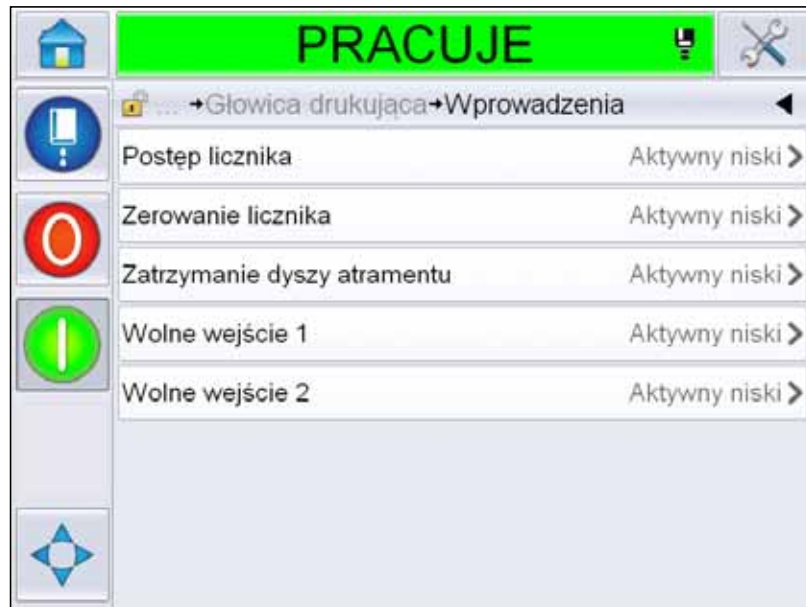 PRACUJE
... →Głowica drukująca→Wprowadzenia
Postęp licznika Aktywny niski
Zerowanie licznika Aktywny niski
Zatrzymanie dyszy atramentu Aktywny niski
Wolne wejście 1 Aktywny niski
Wolne wejście 2 Aktywny niski